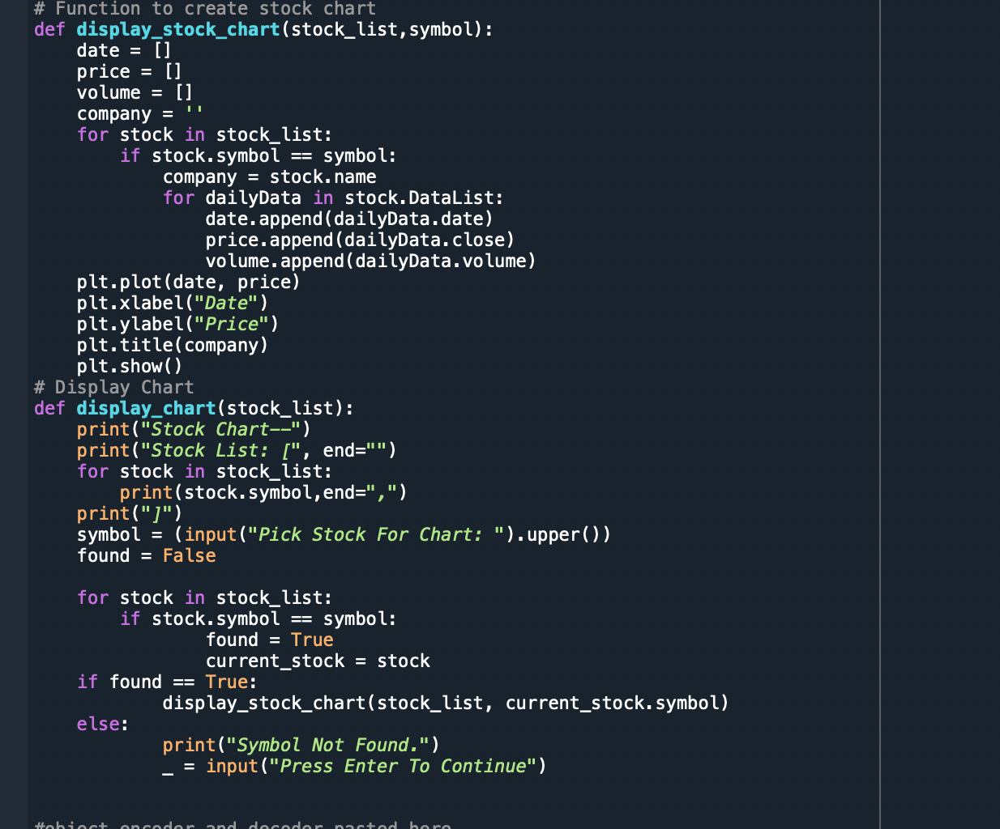 # Function to create stock chart
def display_stock_chart(stock_list,symbol):
    date = []
    price = []
    volume = []
    company = ''
    for stock in stock_list:
        if stock.symbol == symbol:
            company = stock.name
            for dailyData in stock.DataList:
                date.append(dailyData.date)
                price.append(dailyData.close)
                volume.append(dailyData.volume)
    plt.plot(date, price)
    plt.xlabel("Date")
    plt.ylabel("Price")
    plt.title(company)
    plt.show()
# Display Chart
def display_chart(stock_list):
    print("Stock Chart--")
    print("Stock List: [", end="")
    for stock in stock_list:
        print(stock.symbol,end=",")
    print("]")
    symbol = (input("Pick Stock For Chart: ").upper())
    found = False
    for stock in stock_list:
        if stock.symbol == symbol:
                found = True
                current_stock = stock
    if found == True:
            display_stock_chart(stock_list, current_stock.symbol)
    else:
            print("Symbol Not Found.")
            _ = input("Press Enter To Continue")
#object encoder and decoder pasted here